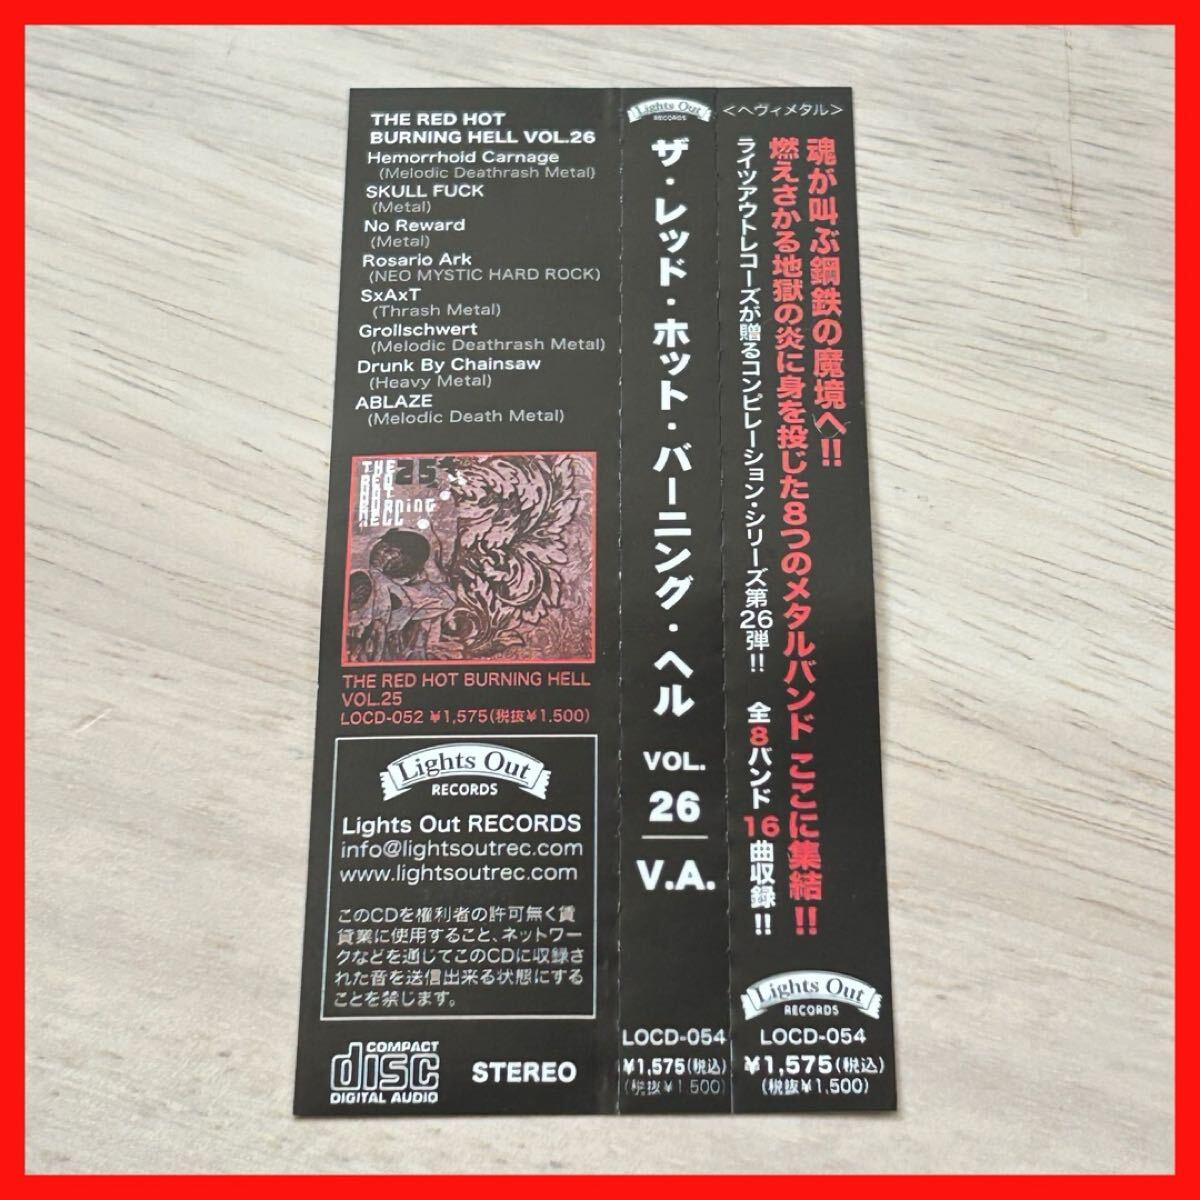 THE RED HOT
BURNING HELL VOL.26
Hemorrhoid Carnage
(Melodic Deathrash Metal)
SKULL FUCK
(Metal)
No Reward
(Metal)
Rosario Ark
(NEO MYSTIC HARD ROCK)
SxAxT
(Thrash Metal)
Grollschwert
(Melodic Deathrash Metal)
Drunk By Chainsaw
(Heavy Metal)
ABLAZE
(Melodic Death Metal)
THE 25
RED
HOT
BURNING
HELL
THE RED HOT BURNING HELL
VOL.25
LOCD-052 ¥1,575(税抜¥1.500)
Lights Out
RECORDS
Lights Out RECORDS
info@lightsoutrec.com
www.lightsoutrec.com
このCDを権利者の許可無く賃
貸業に使用すること、ネットワー
クなどを通じてこのCDに収録さ
れた音を送信出来る状態にする
ことを禁じます。
COMPACT
disc
DIGITAL AUDIO
STEREO
Lights Out
RECORDS
ザ・レッド・ホット・バーニング・ヘル
VOL.
26
V.A.
LOCD-054
¥1,575(税込)
(税抜¥1.500)
<ヘヴィメタル>
魂が叫ぶ鋼鉄の魔境へ!!
燃えさかる地獄の炎に身を投じた8つのメタルバンド ここに集結!!
ライツアウトレコーズが贈るコンピレーション・シリーズ第26弾!! 全8バンド16曲収録!!
Lights Out
RECORDS
LOCD-054
¥1,575(税込)
(税抜¥1,500)